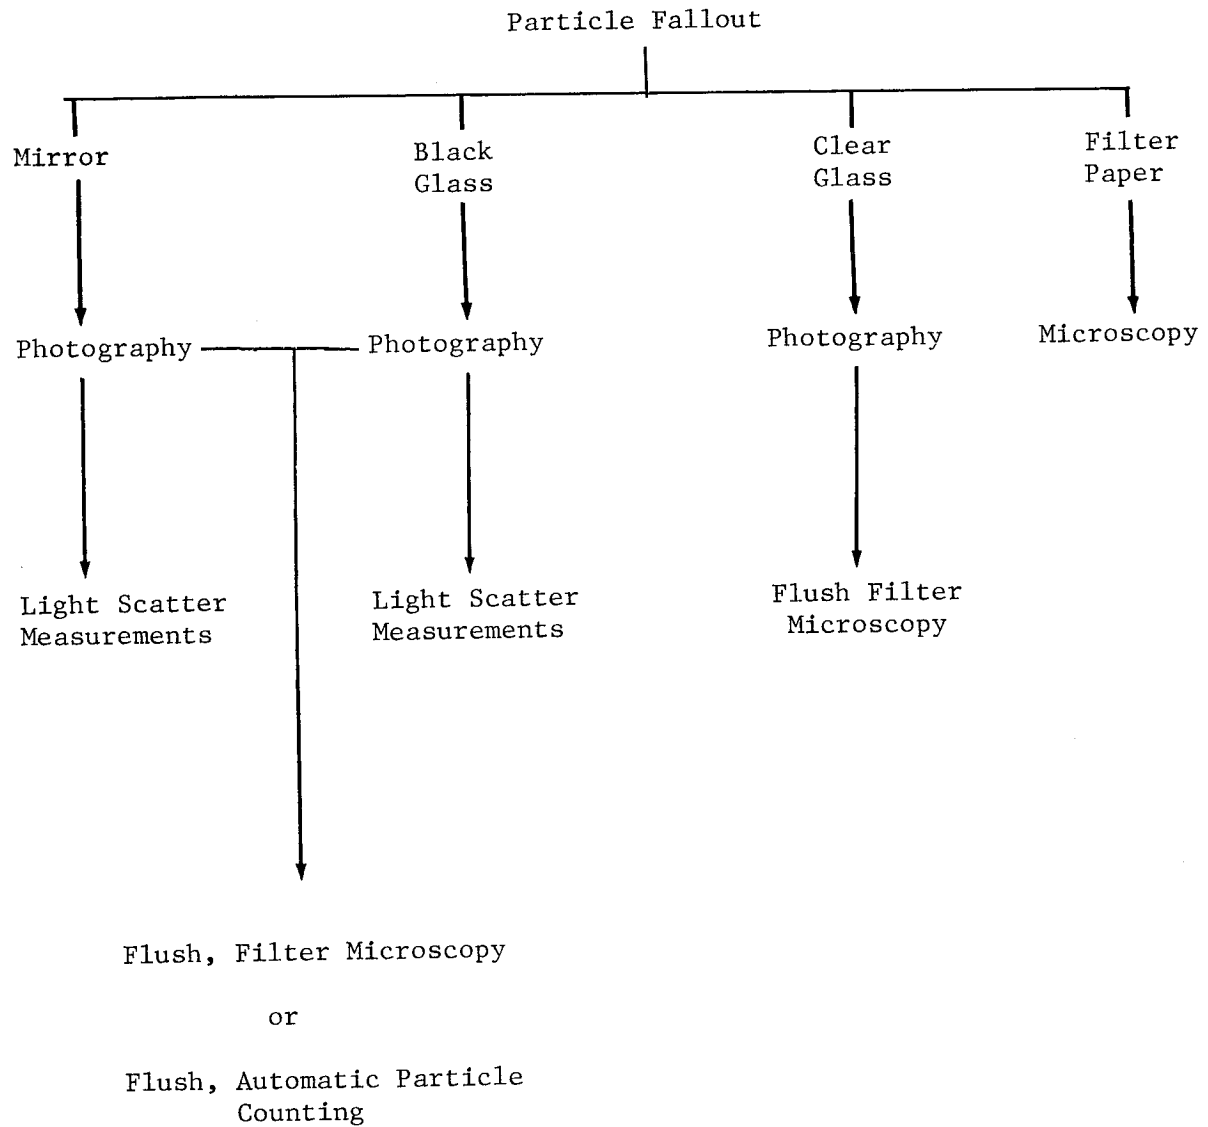 Particle Fallout
Mirror
Black
Glass
Clear
Glass
Filter
Paper
Photography
Photography
Photography
Microscopy
Light Scatter
Measurements
Light Scatter
Measurements
Flush Filter
Microscopy
Flush, Filter Microscopy
or
Flush, Automatic Particle
Counting